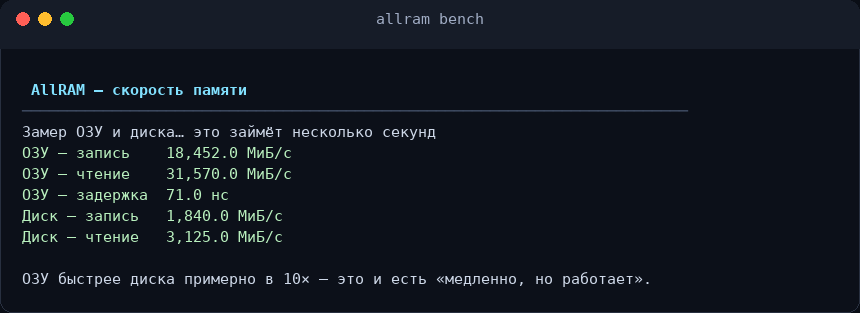 allram bench
AllRAM — скорость памяти
Замер ОЗУ и диска… это займёт несколько секунд
ОЗУ — запись    18,452.0 МиБ/с
ОЗУ — чтение    31,570.0 МиБ/с
ОЗУ — задержка  71.0 нс
Диск — запись   1,840.0 МиБ/с
Диск — чтение   3,125.0 МиБ/с
ОЗУ быстрее диска примерно в 10× — это и есть «медленно, но работает».